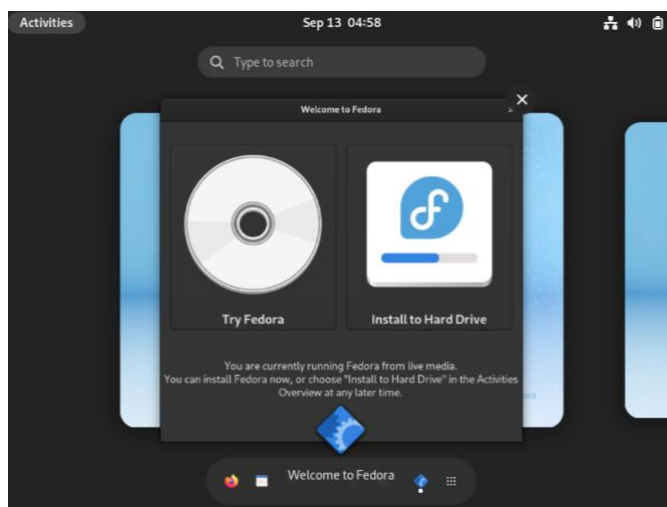 Activities
Sep 13 04:58
Type to search
Welcome to Fedora
Try Fedora
Install to Hard Drive
You are currently running Fedora from live media.
You can install Fedora now, or choose "Install to Hard Drive" in the Activities
Overview at any later time.
Welcome to Fedora